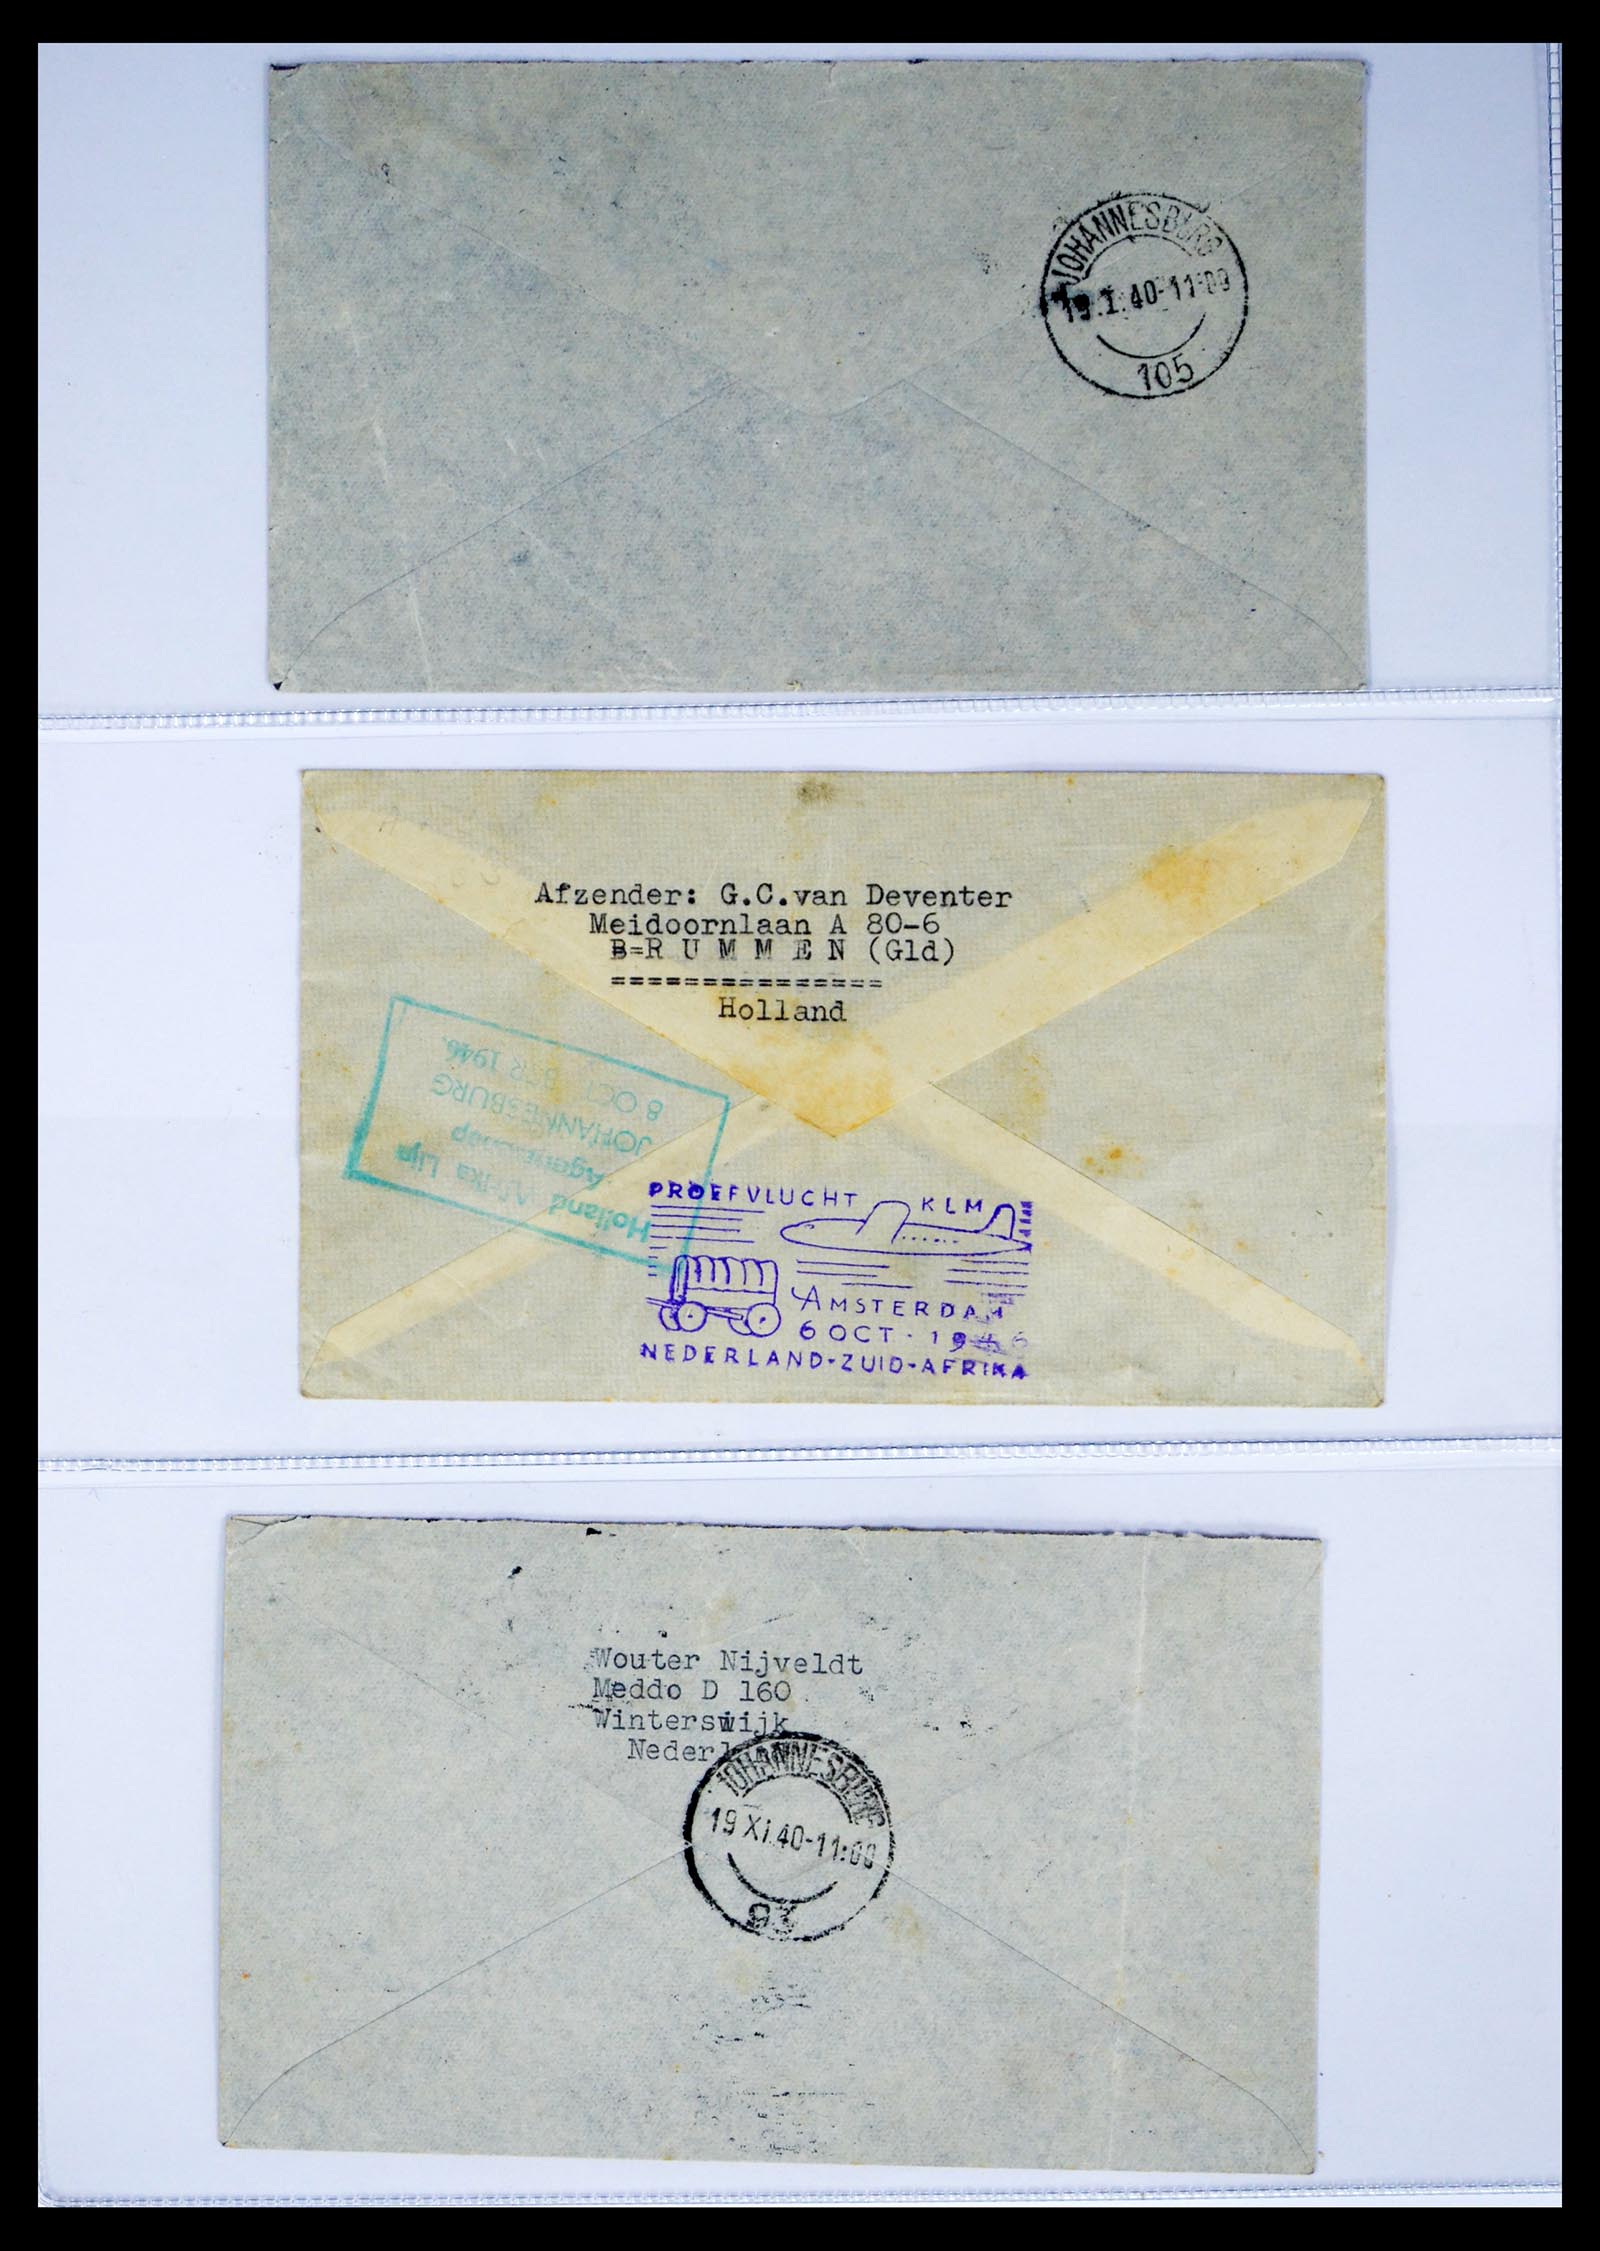 JOHANNESBURG
19.I.40-11:00
105
Afzender: G.C.van Deventer
Meidoornlaan A 80-6
B=R U M M E N (Gld)
===============
Holland
Holland Afrika Lijn
JOHANNESBURG
8 OCT 1946.
PROEFVLUCHT KLM
AMSTERDAM
6 OCT · 1946
NEDERLAND-ZUID-AFRIKA
Wouter Nijveldt
Meddo D 160
Winterswijk
JOHANNESBURG
19 XI.40-11:00
93